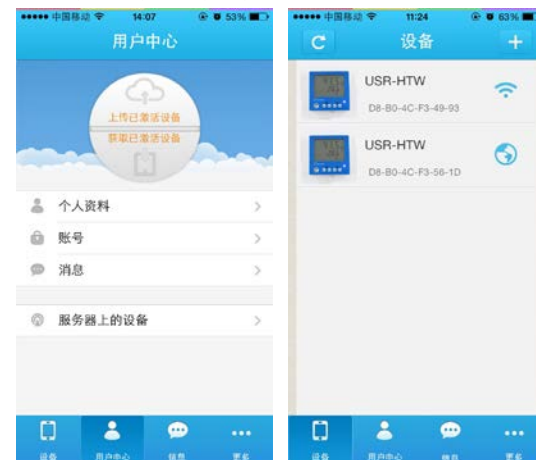 中国移动 14:07 53%
用户中心
上传已激活设备
获取已激活设备
个人资料
账号
消息
服务器上的设备
设备 用户中心 信息 更多
中国移动 11:24 63%
设备
USR-HTW
D8-B0-4C-F3-49-93
USR-HTW
D8-B0-4C-F3-56-1D
设备 用户中心 信息 更多